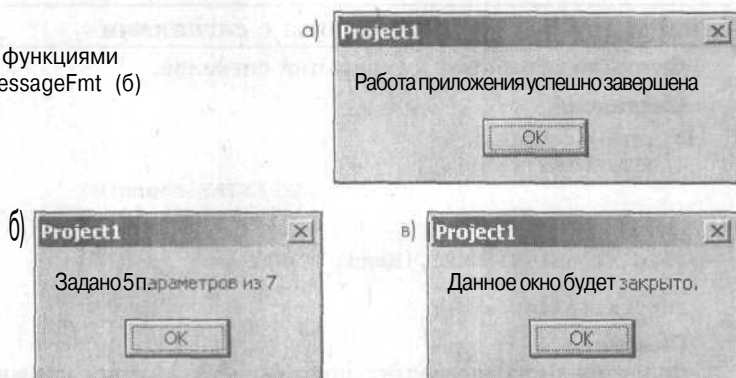 функциями
essageFmt (б)
а) Project1
Работа приложения успешно завершена
OK
б) Project1
Задано 5 п.араметров из 7
OK
в) Project1
Данное окно будет закрыто.
OK